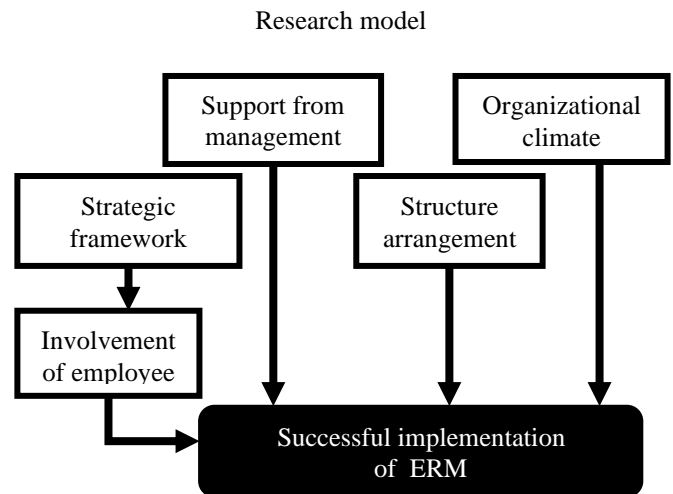 Research model
Support from
management
Organizational
climate
Strategic
framework
Structure
arrangement
Involvement
of employee
Successful implementation
of ERM